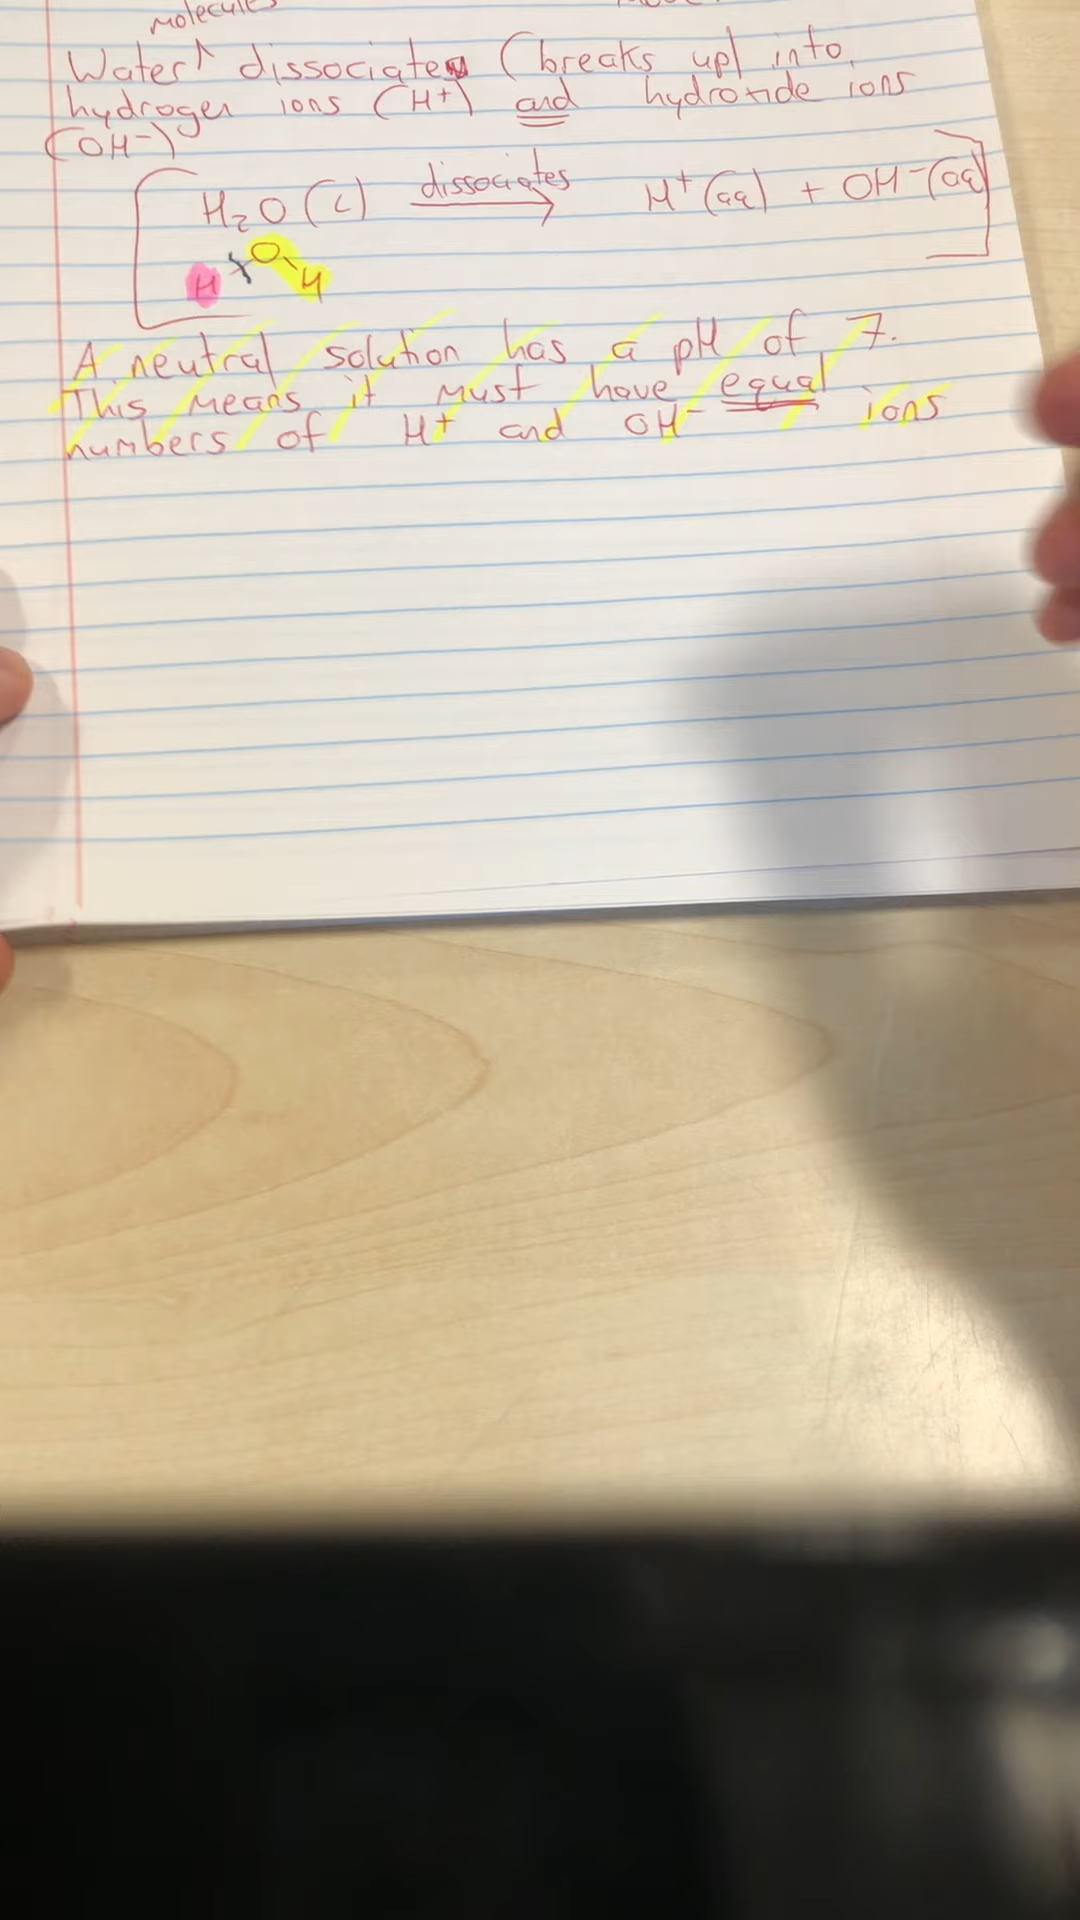 molecules
Water^ dissociates (breaks up) into
hydrogen ions (H+) and hydroxide ions
(OH-)
H₂O (L) dissociates H⁺(aq) + OH⁻(aq)
H O H
A neutral solution has a pH of 7.
This means it must have equal
numbers of H⁺ and OH⁻ ions